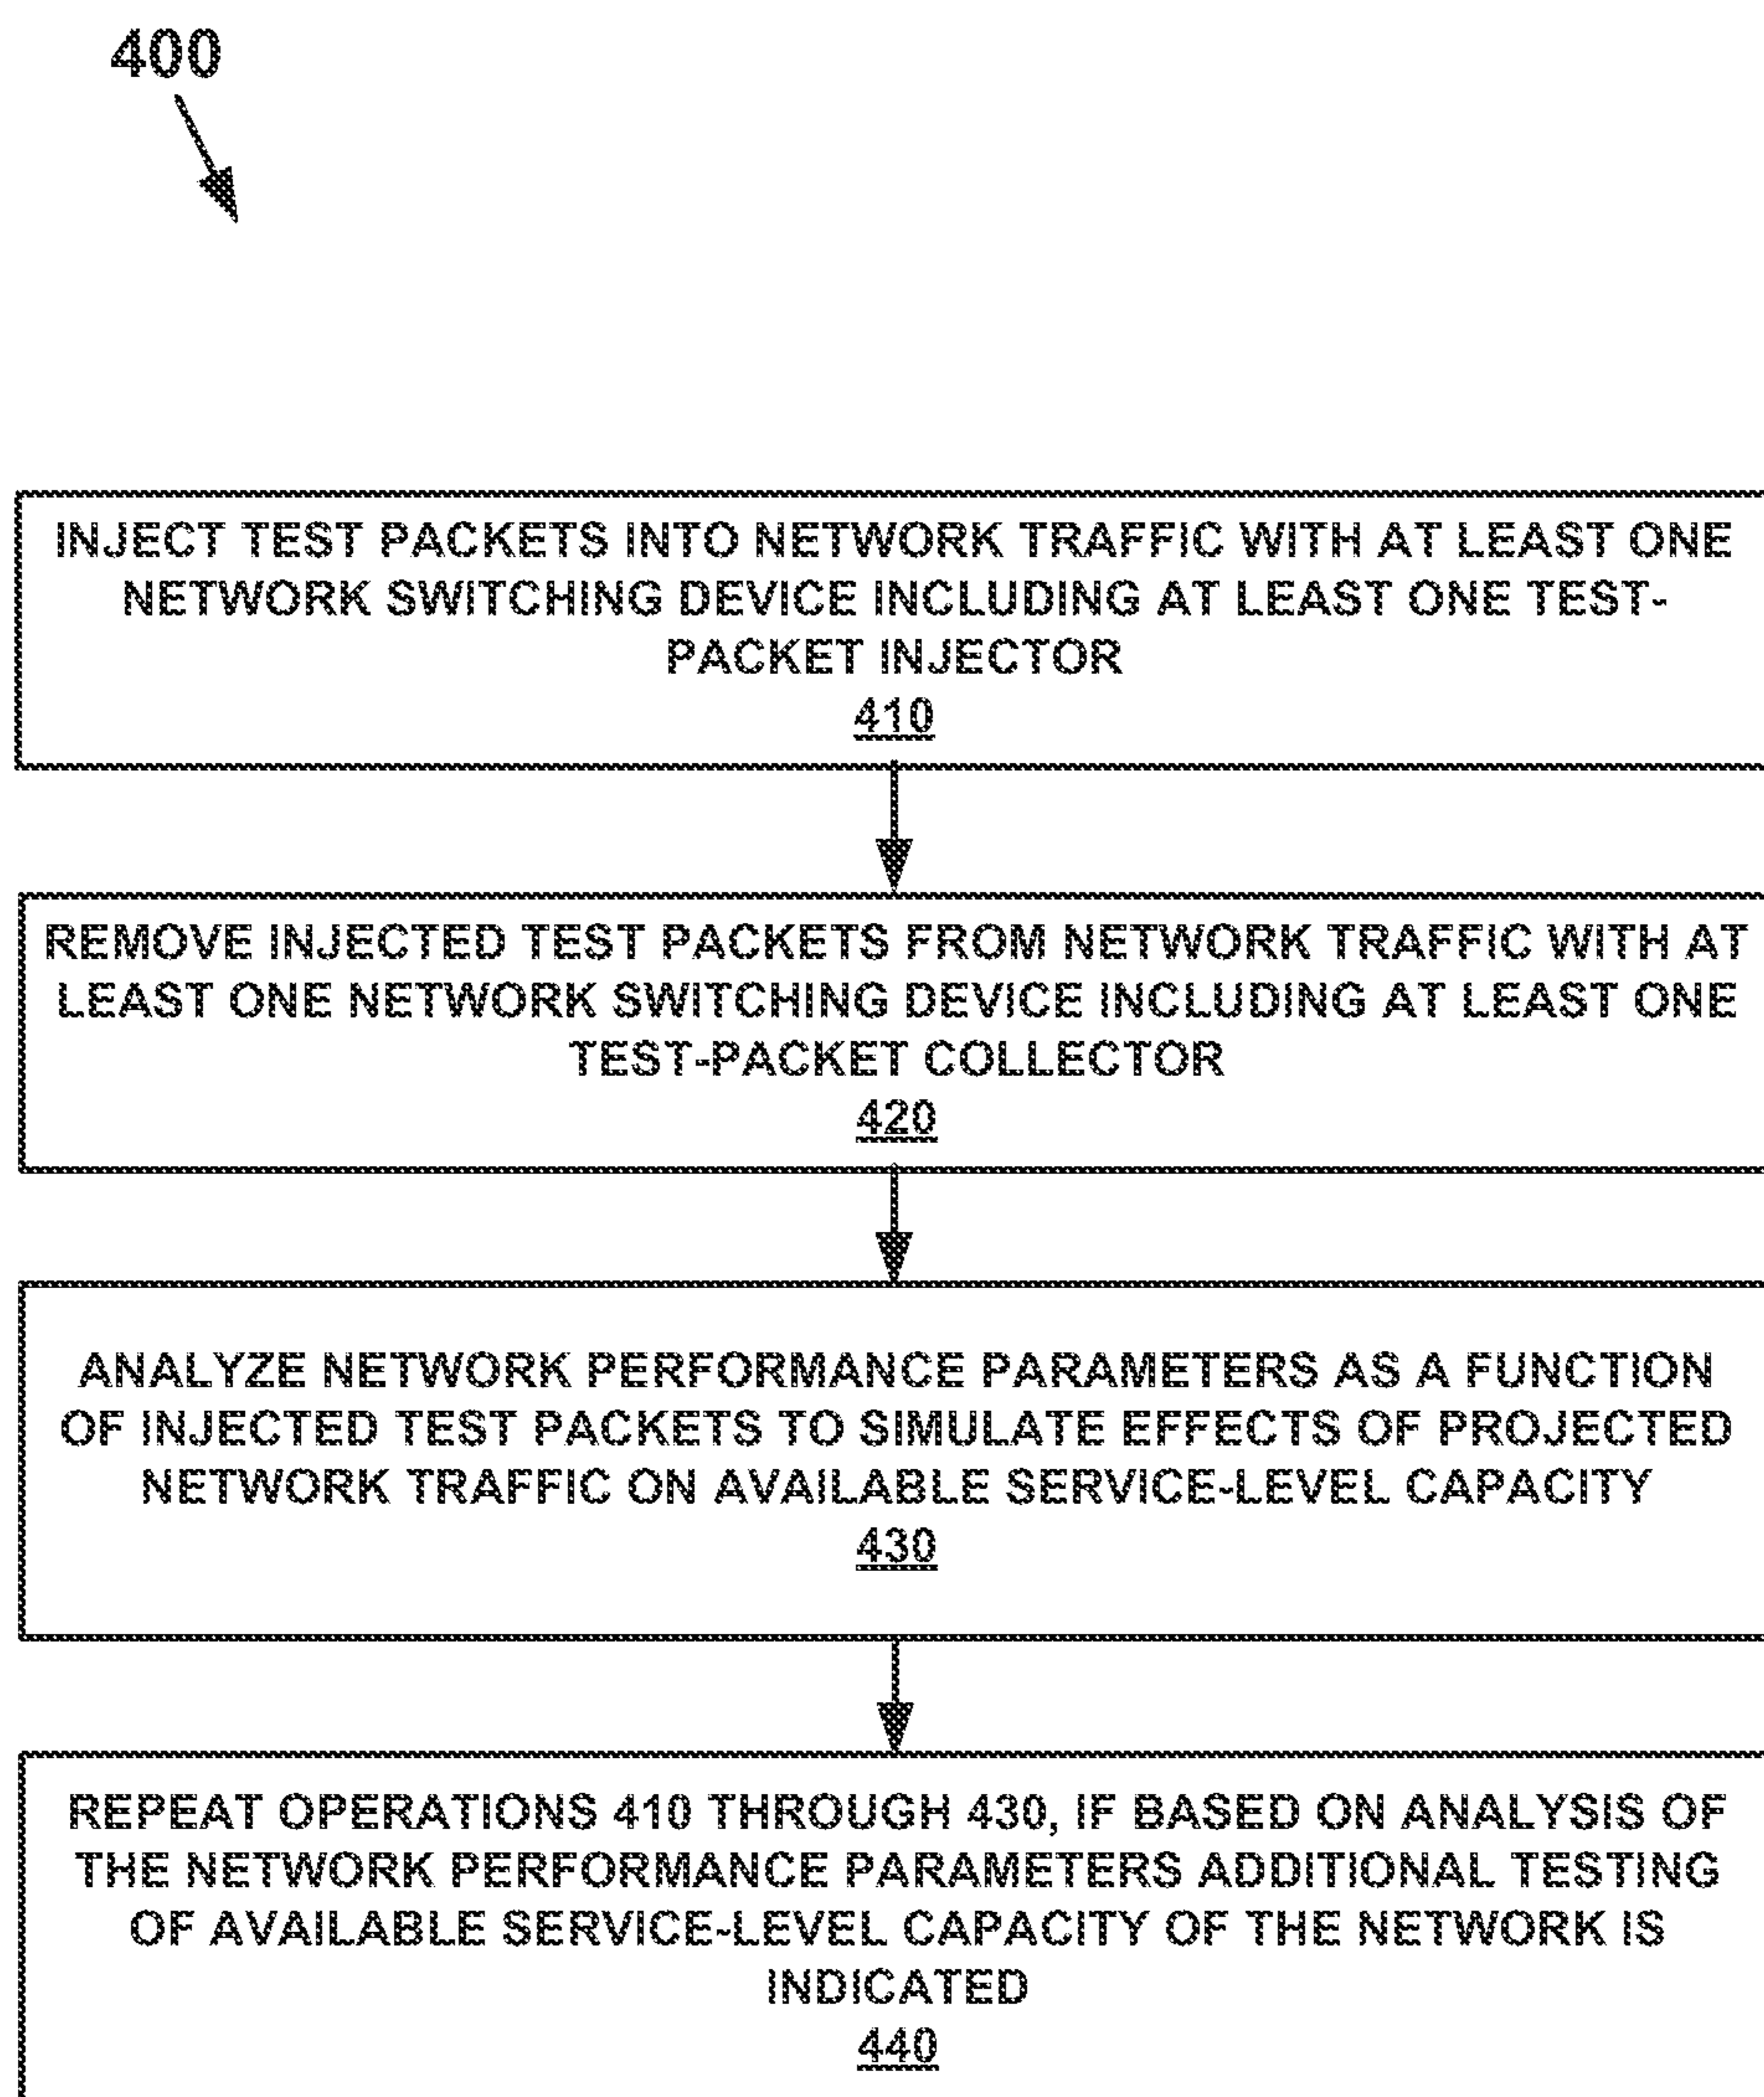 400
INJECT TEST PACKETS INTO NETWORK TRAFFIC WITH AT LEAST ONE
NETWORK SWITCHING DEVICE INCLUDING AT LEAST ONE TEST-
PACKET INJECTOR
410
REMOVE INJECTED TEST PACKETS FROM NETWORK TRAFFIC WITH AT
LEAST ONE NETWORK SWITCHING DEVICE INCLUDING AT LEAST ONE
TEST-PACKET COLLECTOR
420
ANALYZE NETWORK PERFORMANCE PARAMETERS AS A FUNCTION
OF INJECTED TEST PACKETS TO SIMULATE EFFECTS OF PROJECTED
NETWORK TRAFFIC ON AVAILABLE SERVICE-LEVEL CAPACITY
430
REPEAT OPERATIONS 410 THROUGH 430, IF BASED ON ANALYSIS OF
THE NETWORK PERFORMANCE PARAMETERS ADDITIONAL TESTING
OF AVAILABLE SERVICE-LEVEL CAPACITY OF THE NETWORK IS
INDICATED
440